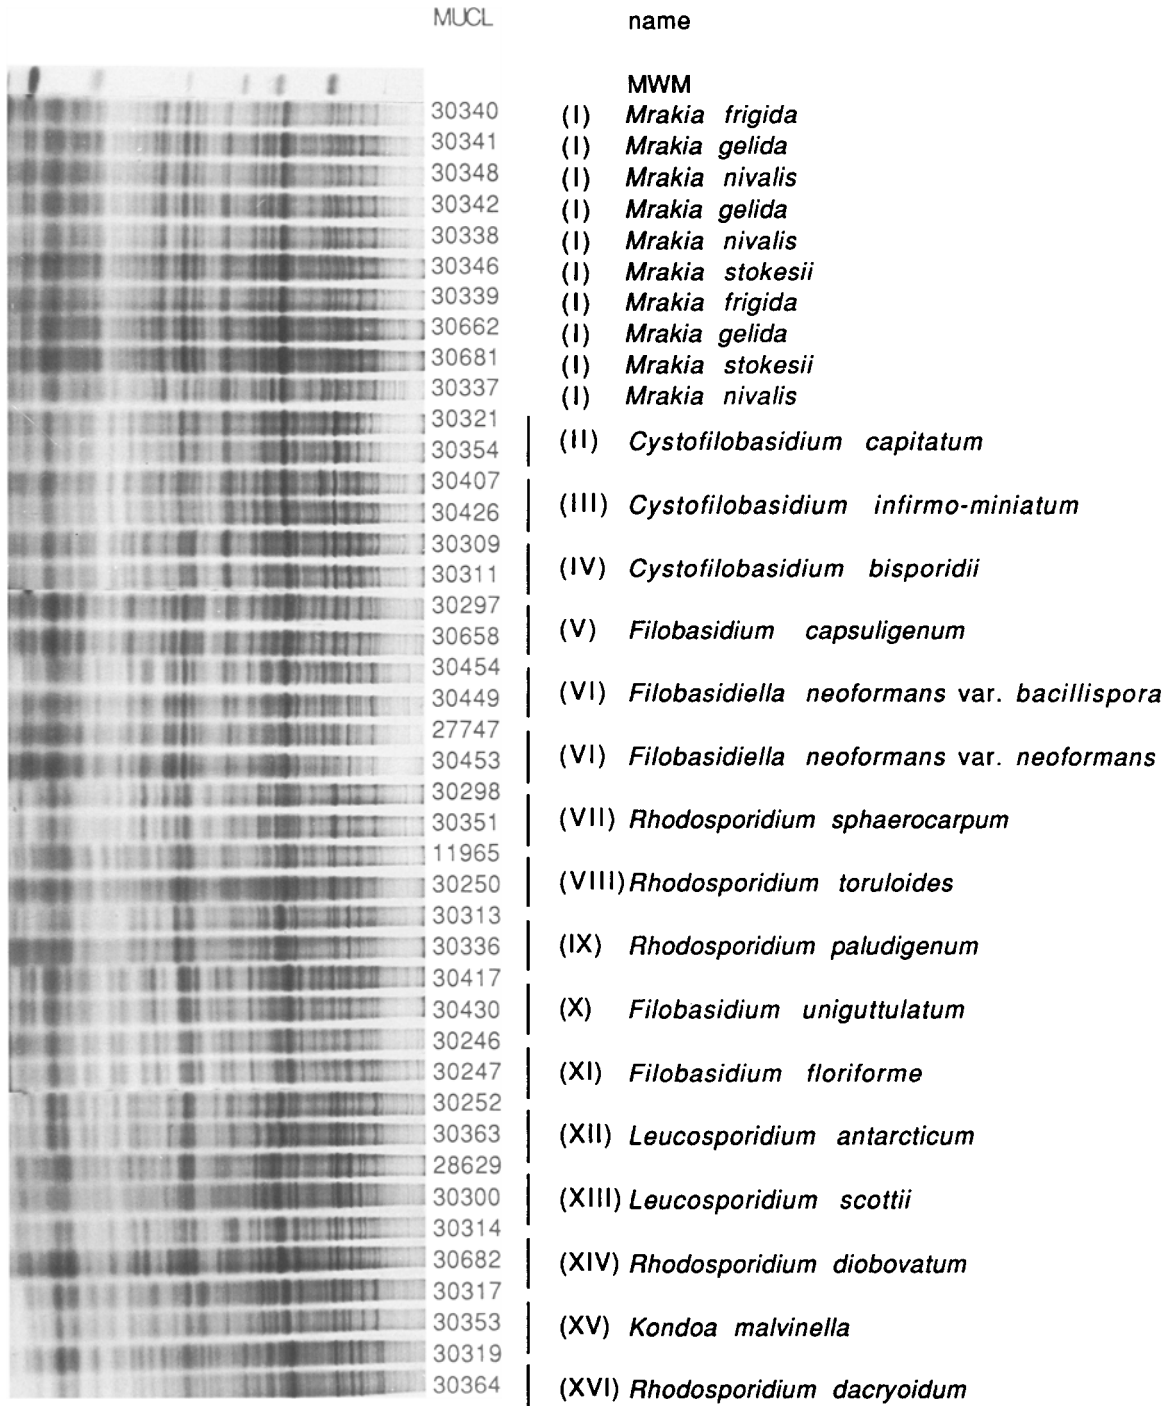 MUCL name
MWM
30340 (I) Mrakia frigida
30341 (I) Mrakia gelida
30348 (I) Mrakia nivalis
30342 (I) Mrakia gelida
30338 (I) Mrakia nivalis
30346 (I) Mrakia stokesii
30339 (I) Mrakia frigida
30662 (I) Mrakia gelida
30681 (I) Mrakia stokesii
30337 (I) Mrakia nivalis
30321
(II) Cystofilobasidium capitatum
30354
30407
(III) Cystofilobasidium infirmo-miniatum
30426
30309
(IV) Cystofilobasidium bisporidii
30311
30297
(V) Filobasidium capsuligenum
30658
30454
(VI) Filobasidiella neoformans var. bacillispora
30449
27747
(VI) Filobasidiella neoformans var. neoformans
30453
30298
(VII) Rhodosporidium sphaerocarpum
30351
11965
(VIII) Rhodosporidium toruloides
30250
30313
(IX) Rhodosporidium paludigenum
30336
30417
(X) Filobasidium uniguttulatum
30430
30246
(XI) Filobasidium floriforme
30247
30252
(XII) Leucosporidium antarcticum
30363
28629
(XIII) Leucosporidium scottii
30300
30314
(XIV) Rhodosporidium diobovatum
30682
30317
(XV) Kondoa malvinella
30353
30319
(XVI) Rhodosporidium dacryoidum
30364